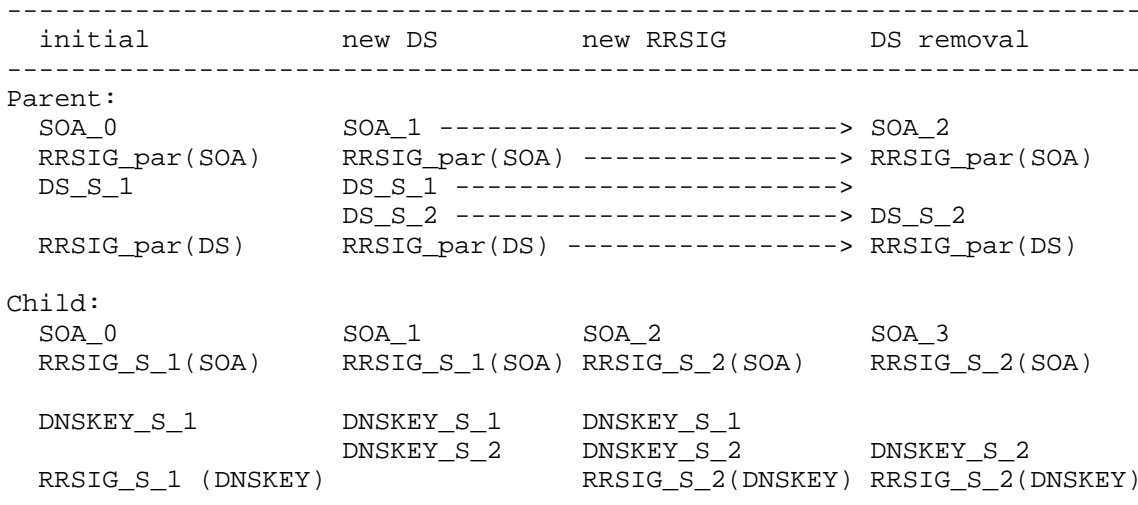 -----------------------------------------------------------------------
  initial            new DS         new RRSIG         DS removal
-----------------------------------------------------------------------
Parent:
  SOA_0              SOA_1 -------------------------> SOA_2
  RRSIG_par(SOA)     RRSIG_par(SOA) ----------------> RRSIG_par(SOA)
  DS_S_1             DS_S_1 ------------------------>
                     DS_S_2 ------------------------> DS_S_2
  RRSIG_par(DS)      RRSIG_par(DS) -----------------> RRSIG_par(DS)

Child:
  SOA_0              SOA_1          SOA_2             SOA_3
  RRSIG_S_1(SOA)     RRSIG_S_1(SOA) RRSIG_S_2(SOA)    RRSIG_S_2(SOA)

  DNSKEY_S_1         DNSKEY_S_1     DNSKEY_S_1
                     DNSKEY_S_2     DNSKEY_S_2        DNSKEY_S_2
  RRSIG_S_1 (DNSKEY)                RRSIG_S_2(DNSKEY) RRSIG_S_2(DNSKEY)